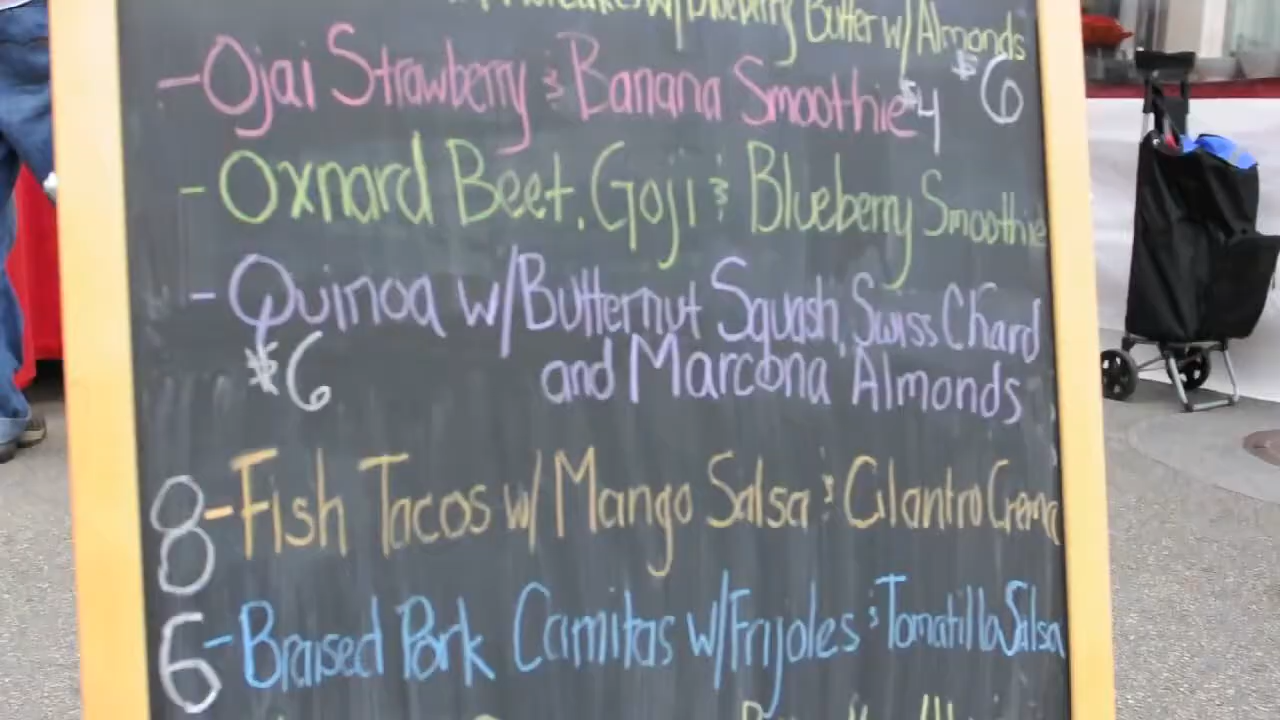 w/Blueberry Butter w/Almonds
$6
-Ojai Strawberry & Banana Smoothie $4
-Oxnard Beet, Goji & Blueberry Smoothie
-Quinoa w/Butternut Squash, Swiss Chard
$6 and Marcona Almonds
8-Fish Tacos w/Mango Salsa & Cilantro Crema
6-Braised Pork Carnitas w/Frijoles & Tomatillo Salsa